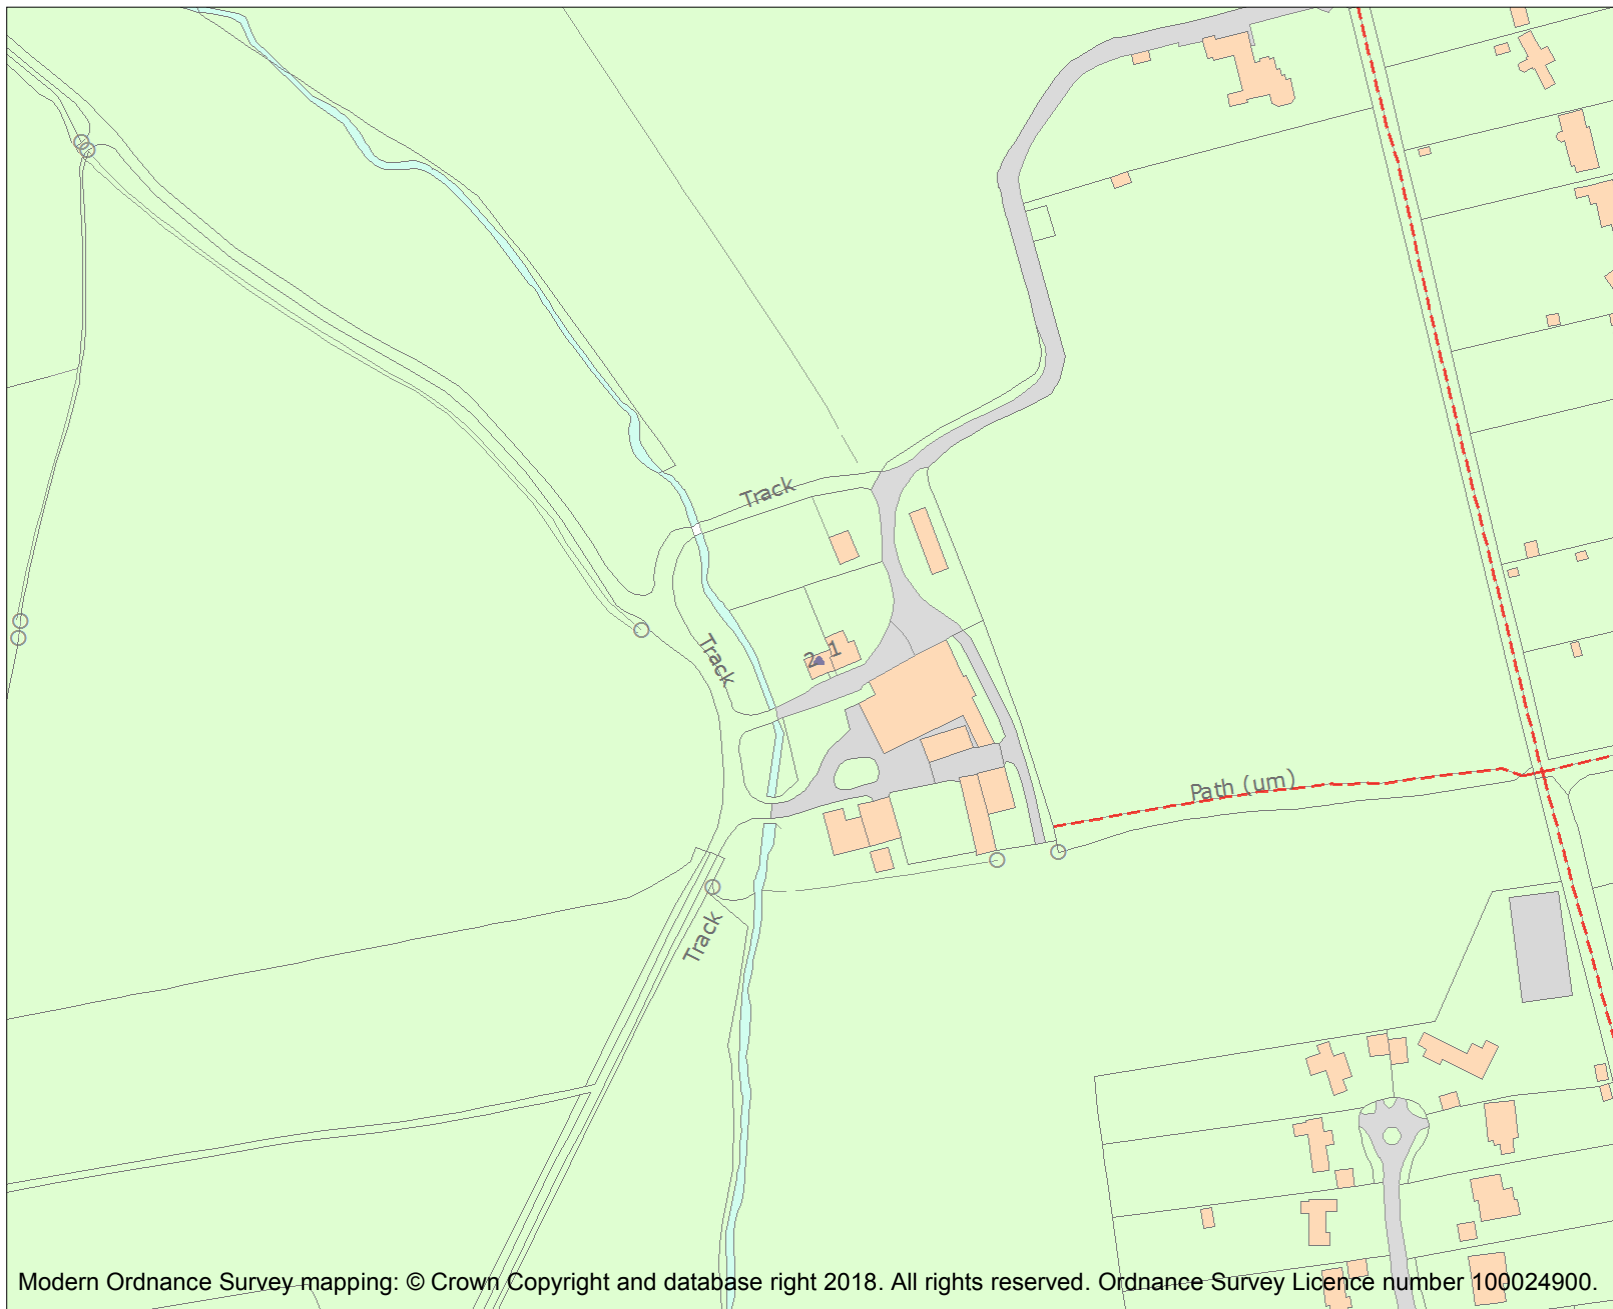 Track
Track
2
1
Path (um)
Track
Modern Ordnance Survey mapping: © Crown Copyright and database right 2018. All rights reserved. Ordnance Survey Licence number 100024900.